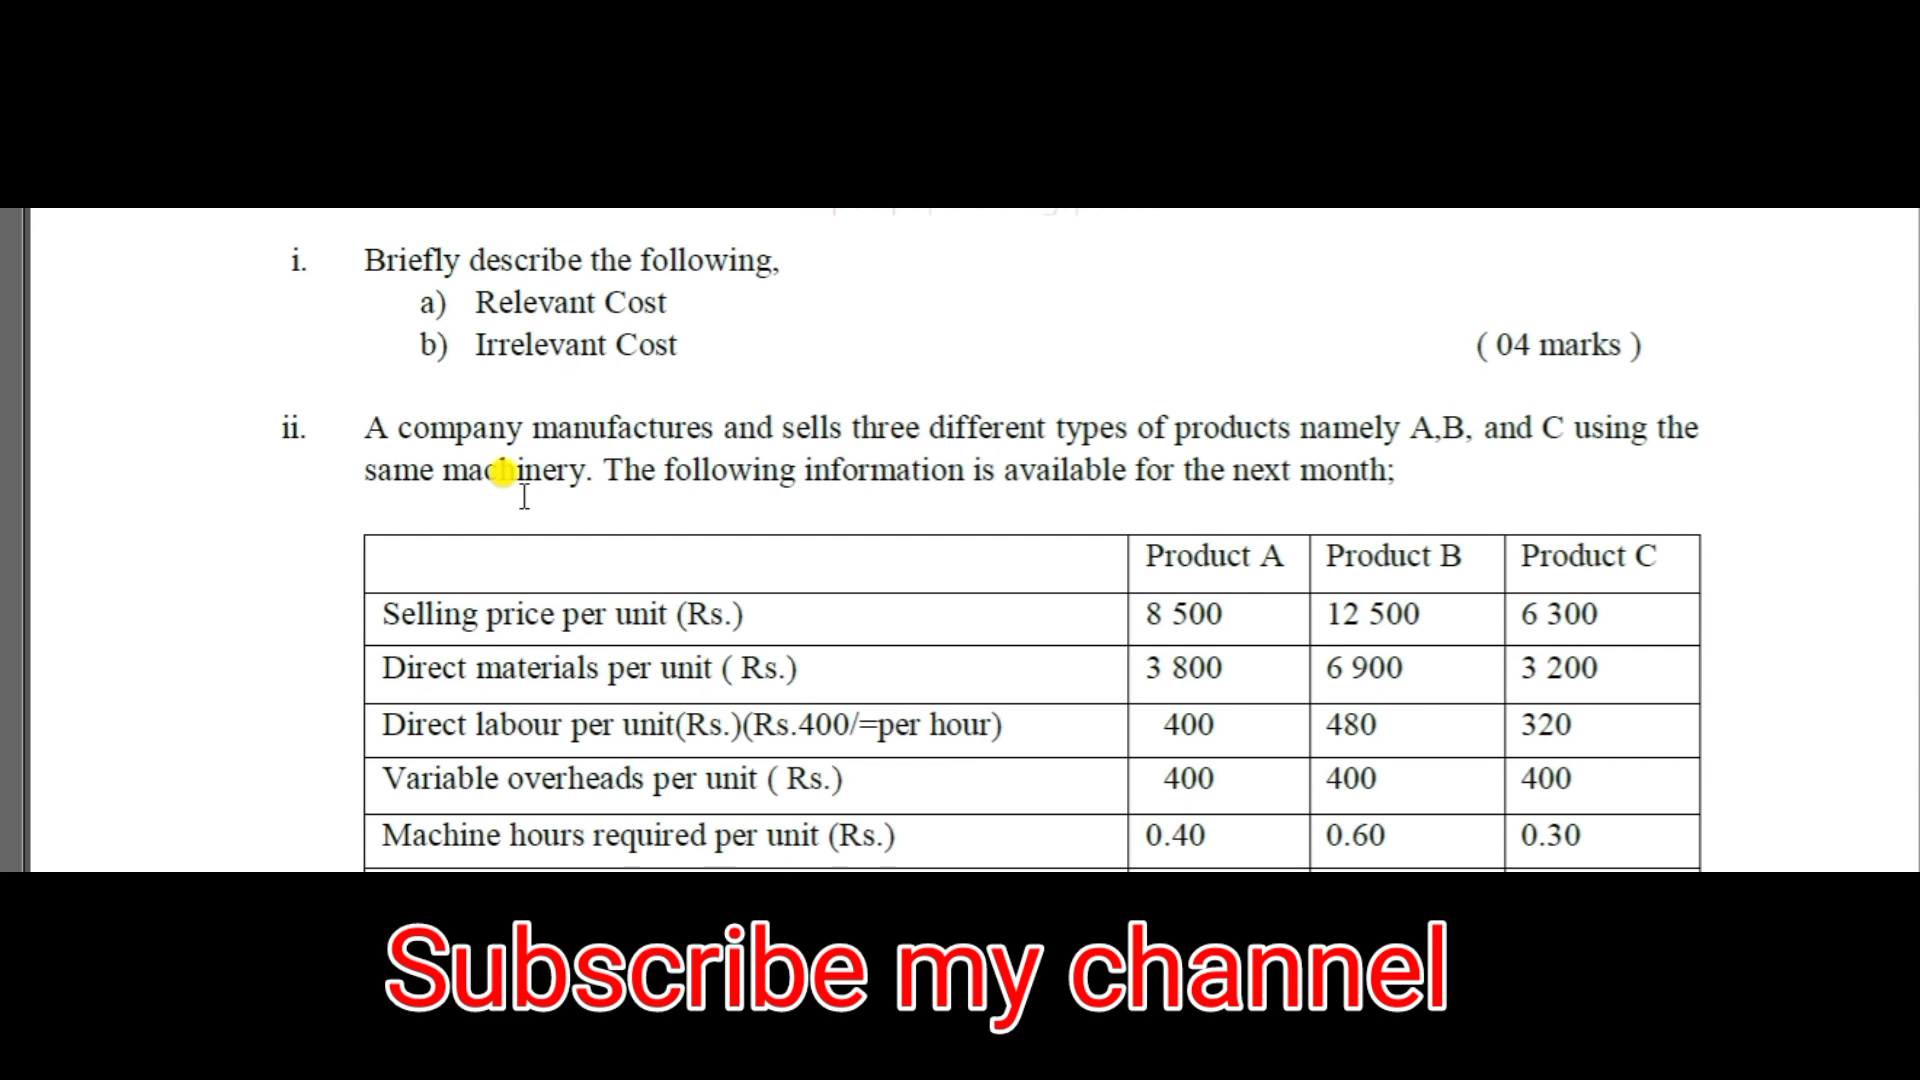 i. Briefly describe the following,
a) Relevant Cost
b) Irrelevant Cost ( 04 marks )
ii. A company manufactures and sells three different types of products namely A,B, and C using the
same machinery. The following information is available for the next month;
Product A Product B Product C
Selling price per unit (Rs.) 8 500 12 500 6 300
Direct materials per unit ( Rs.) 3 800 6 900 3 200
Direct labour per unit(Rs.)(Rs.400/=per hour) 400 480 320
Variable overheads per unit ( Rs.) 400 400 400
Machine hours required per unit (Rs.) 0.40 0.60 0.30
Subscribe my channel